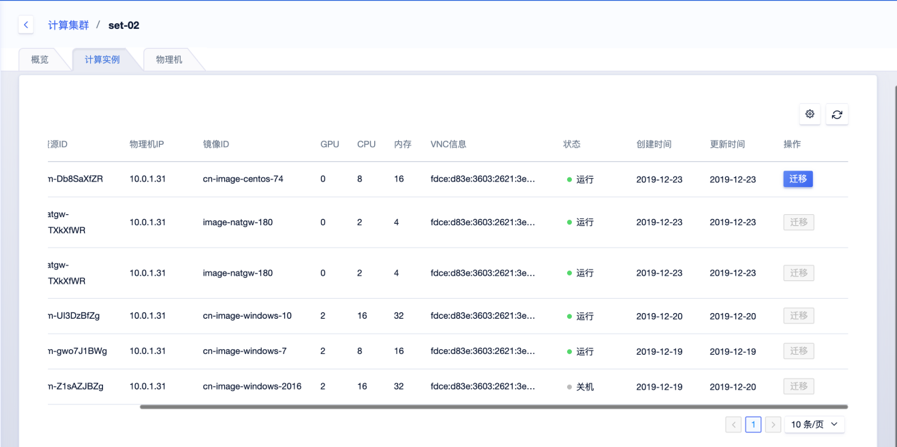 计算集群 / set-02
概览 计算实例 物理机
源ID 物理机IP 镜像ID GPU CPU 内存 VNC信息 状态 创建时间 更新时间 操作
m-Db8SaXfZR 10.0.1.31 cn-image-centos-74 0 8 16 fdce:d83e:3603:2621:3e... 运行 2019-12-23 2019-12-23 迁移
atgw-
TXkXfWR 10.0.1.31 image-natgw-180 0 2 4 fdce:d83e:3603:2621:3e... 运行 2019-12-23 2019-12-23 迁移
atgw-
TXkXfWR 10.0.1.31 image-natgw-180 0 2 4 fdce:d83e:3603:2621:3e... 运行 2019-12-23 2019-12-23 迁移
m-UI3DzBfZg 10.0.1.31 cn-image-windows-10 2 16 32 fdce:d83e:3603:2621:3e... 运行 2019-12-20 2019-12-20 迁移
m-gwo7J1BWg 10.0.1.31 cn-image-windows-7 2 8 16 fdce:d83e:3603:2621:3e... 运行 2019-12-19 2019-12-19 迁移
m-Z1sAZJBZg 10.0.1.31 cn-image-windows-2016 2 16 32 fdce:d83e:3603:2621:3e... 关机 2019-12-19 2019-12-20 迁移
1 10 条/页